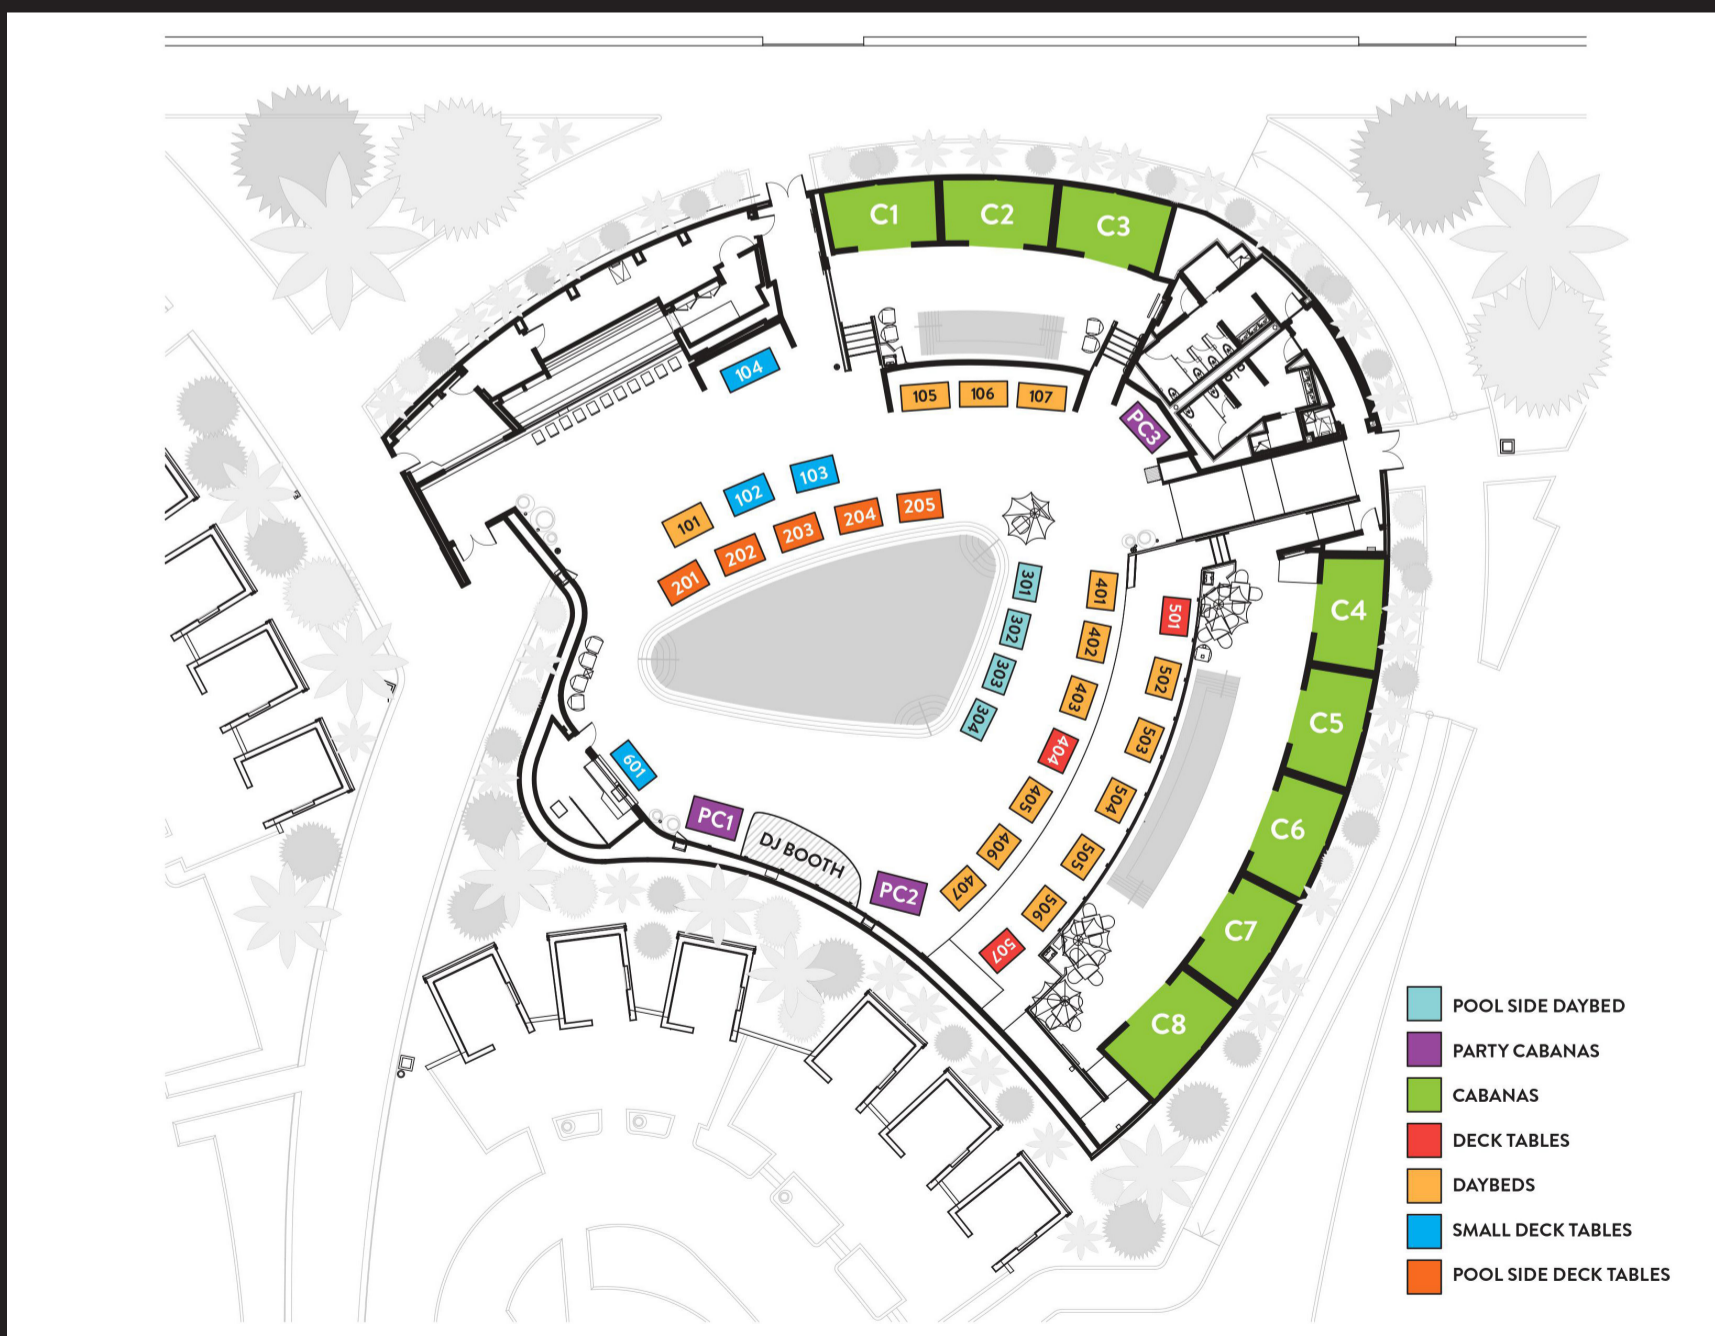 C1
C2
C3
104
105
106
107
PC3
103
102
101
205
204
203
202
201
301
302
303
304
401
402
403
404
405
406
407
501
502
503
504
505
506
507
C4
C5
C6
C7
C8
601
PC1
DJ BOOTH
PC2
POOL SIDE DAYBED
PARTY CABANAS
CABANAS
DECK TABLES
DAYBEDS
SMALL DECK TABLES
POOL SIDE DECK TABLES